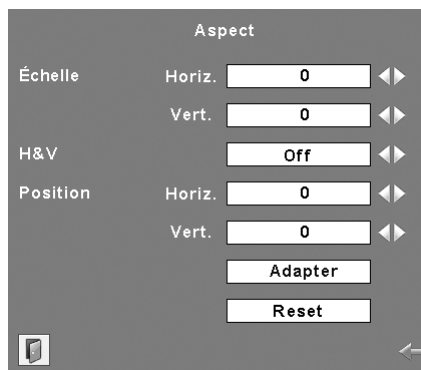 Aspect
Échelle Horiz. 0
Vert. 0
H&V Off
Position Horiz. 0
Vert. 0
Adapter
Reset